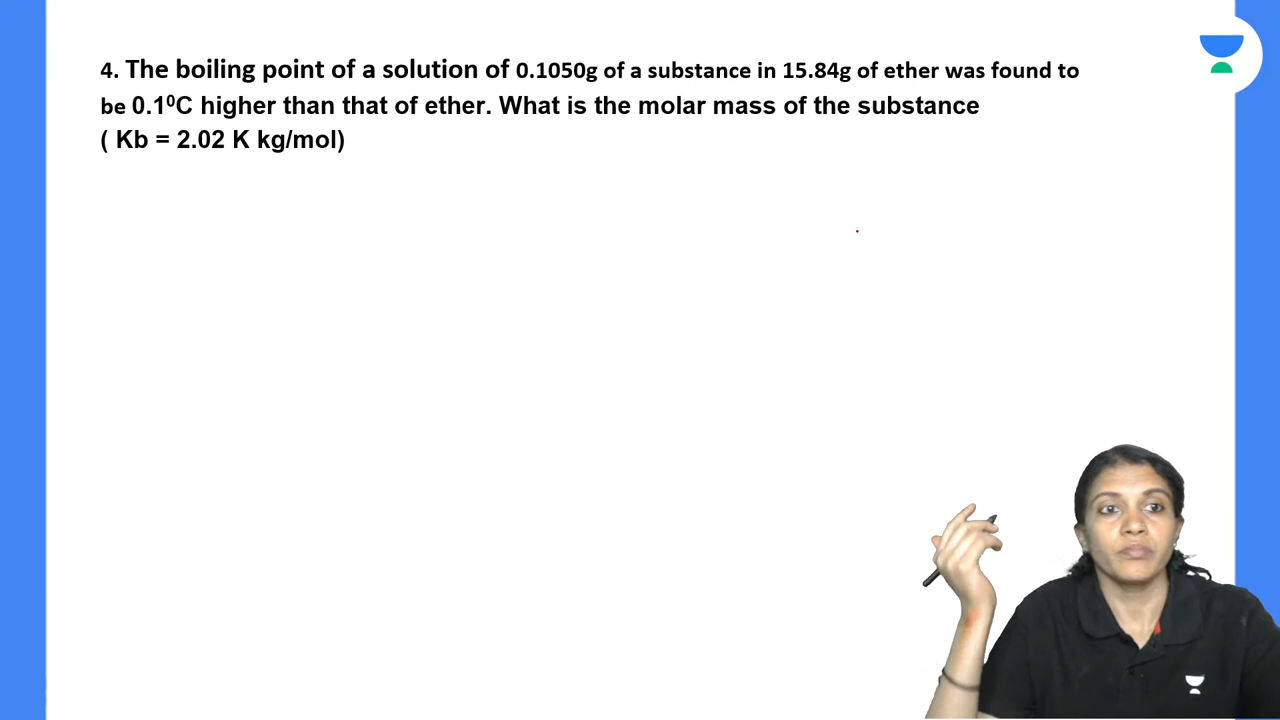 4. The boiling point of a solution of 0.1050g of a substance in 15.84g of ether was found to
be 0.1⁰C higher than that of ether. What is the molar mass of the substance
( Kb = 2.02 K kg/mol)